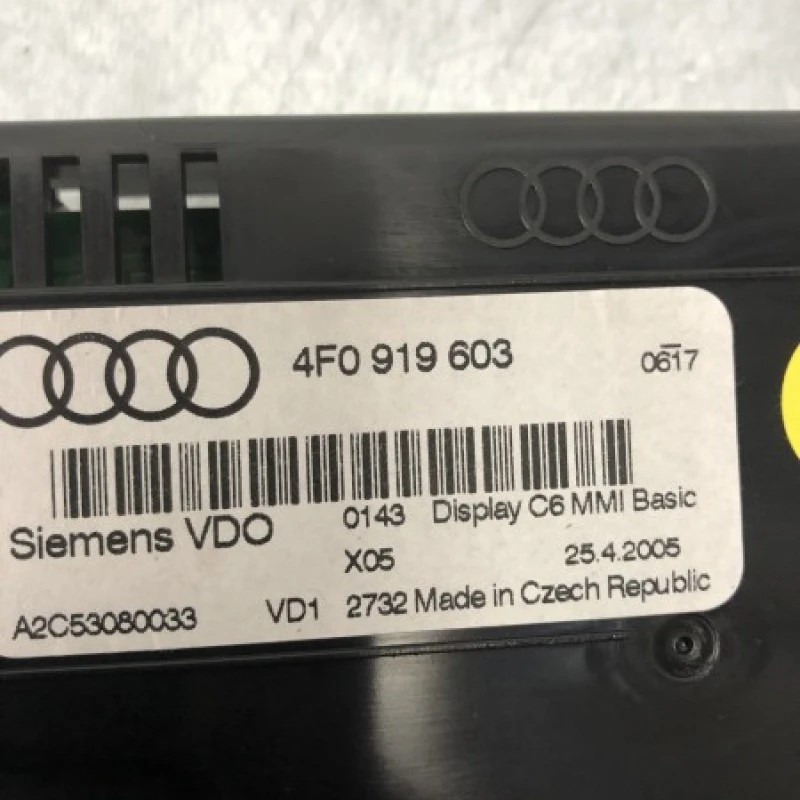 4F0 919 603 0617
Siemens VDO 0143 Display C6 MMI Basic
X05 25.4.2005
A2C53080033 VD1 2732 Made in Czech Republic